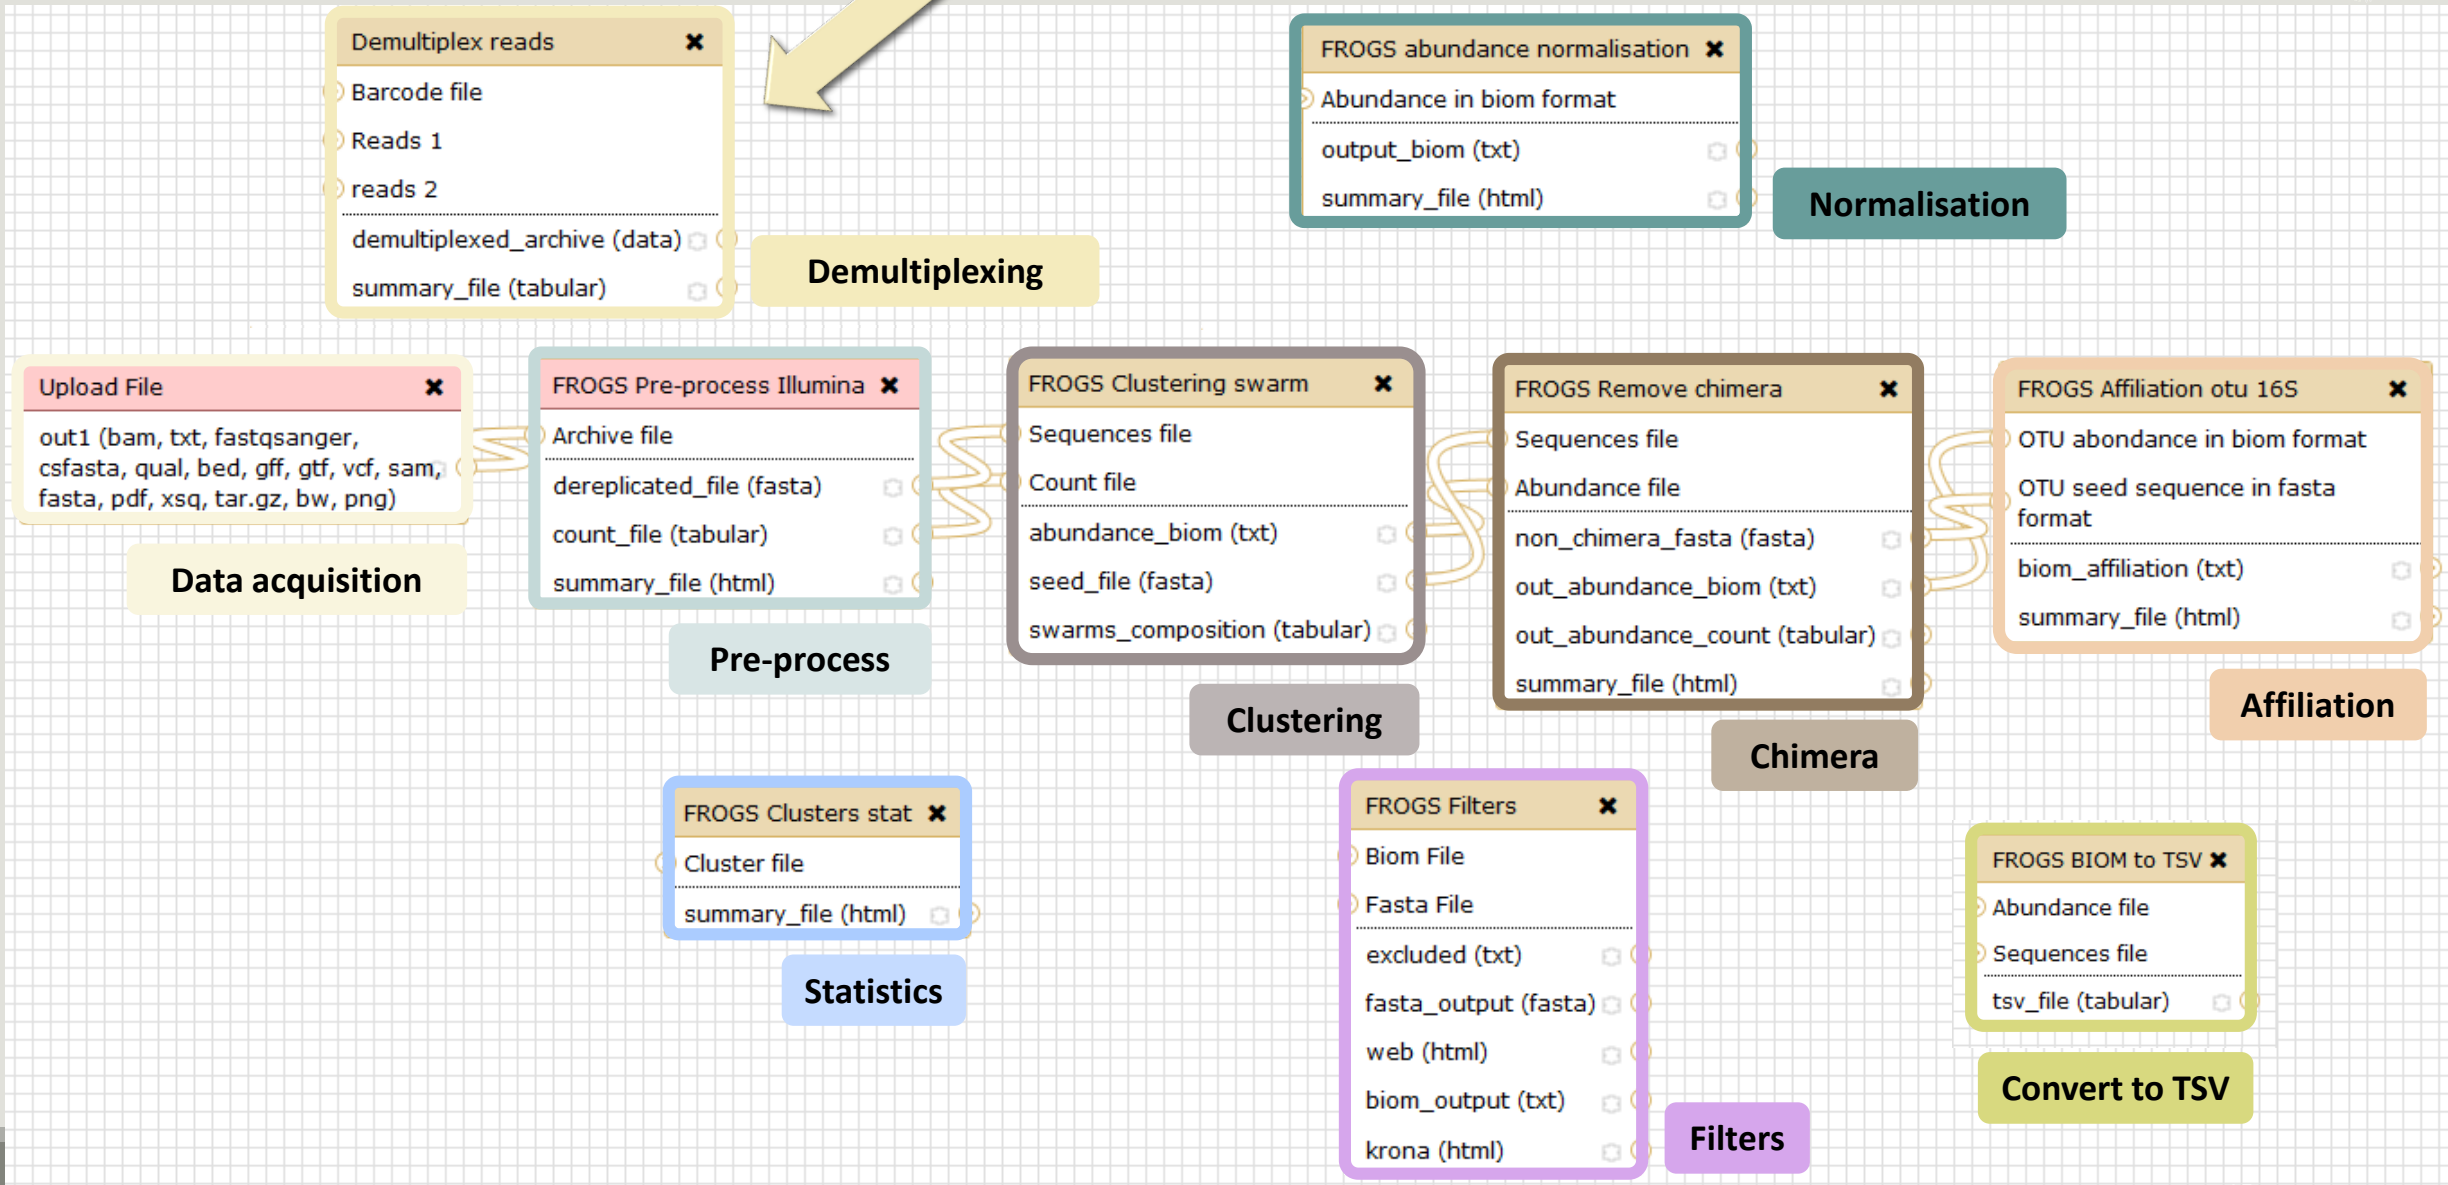 Demultiplex reads
Barcode file
Reads 1
reads 2
demultiplexed_archive (data)
summary_file (tabular)
Demultiplexing
FROGS abundance normalisation
Abundance in biom format
output_biom (txt)
summary_file (html)
Normalisation
Upload File
out1 (bam, txt, fastqsanger,
csfasta, qual, bed, gff, gtf, vcf, sam,
fasta, pdf, xsq, tar.gz, bw, png)
Data acquisition
FROGS Pre-process Illumina
Archive file
dereplicated_file (fasta)
count_file (tabular)
summary_file (html)
Pre-process
FROGS Clustering swarm
Sequences file
Count file
abundance_biom (txt)
seed_file (fasta)
swarms_composition (tabular)
Clustering
FROGS Remove chimera
Sequences file
Abundance file
non_chimera_fasta (fasta)
out_abundance_biom (txt)
out_abundance_count (tabular)
summary_file (html)
Chimera
FROGS Affiliation otu 16S
OTU abondance in biom format
OTU seed sequence in fasta
format
biom_affiliation (txt)
summary_file (html)
Affiliation
FROGS Clusters stat
Cluster file
summary_file (html)
Statistics
FROGS Filters
Biom File
Fasta File
excluded (txt)
fasta_output (fasta)
web (html)
biom_output (txt)
krona (html)
Filters
FROGS BIOM to TSV
Abundance file
Sequences file
tsv_file (tabular)
Convert to TSV